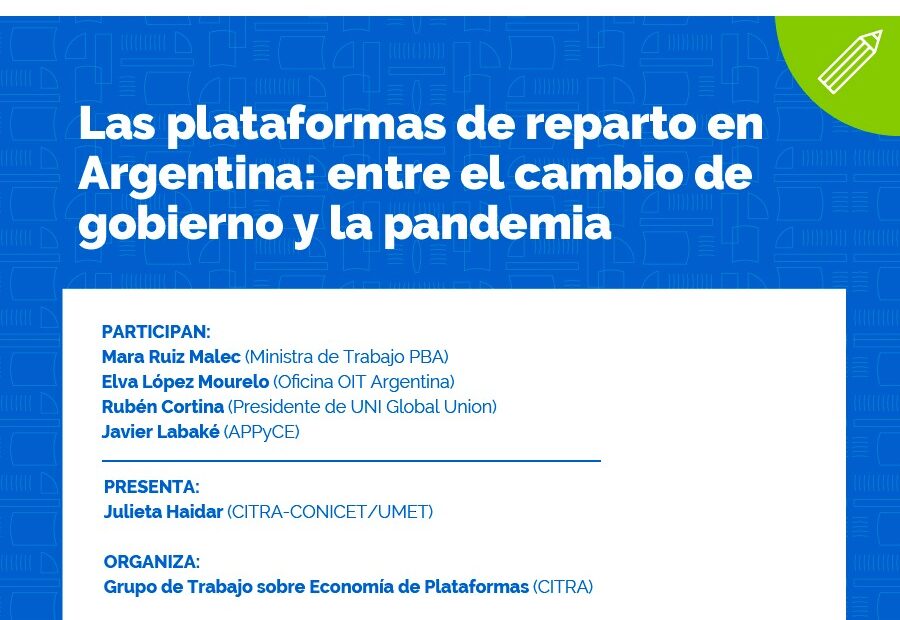 Las plataformas de reparto en
Argentina: entre el cambio de
gobierno y la pandemia
PARTICIPAN:
Mara Ruiz Malec (Ministra de Trabajo PBA)
Elva López Mourelo (Oficina OIT Argentina)
Rubén Cortina (Presidente de UNI Global Union)
Javier Labaké (APPyCE)
PRESENTA:
Julieta Haidar (CITRA-CONICET/UMET)
ORGANIZA:
Grupo de Trabajo sobre Economía de Plataformas (CITRA)